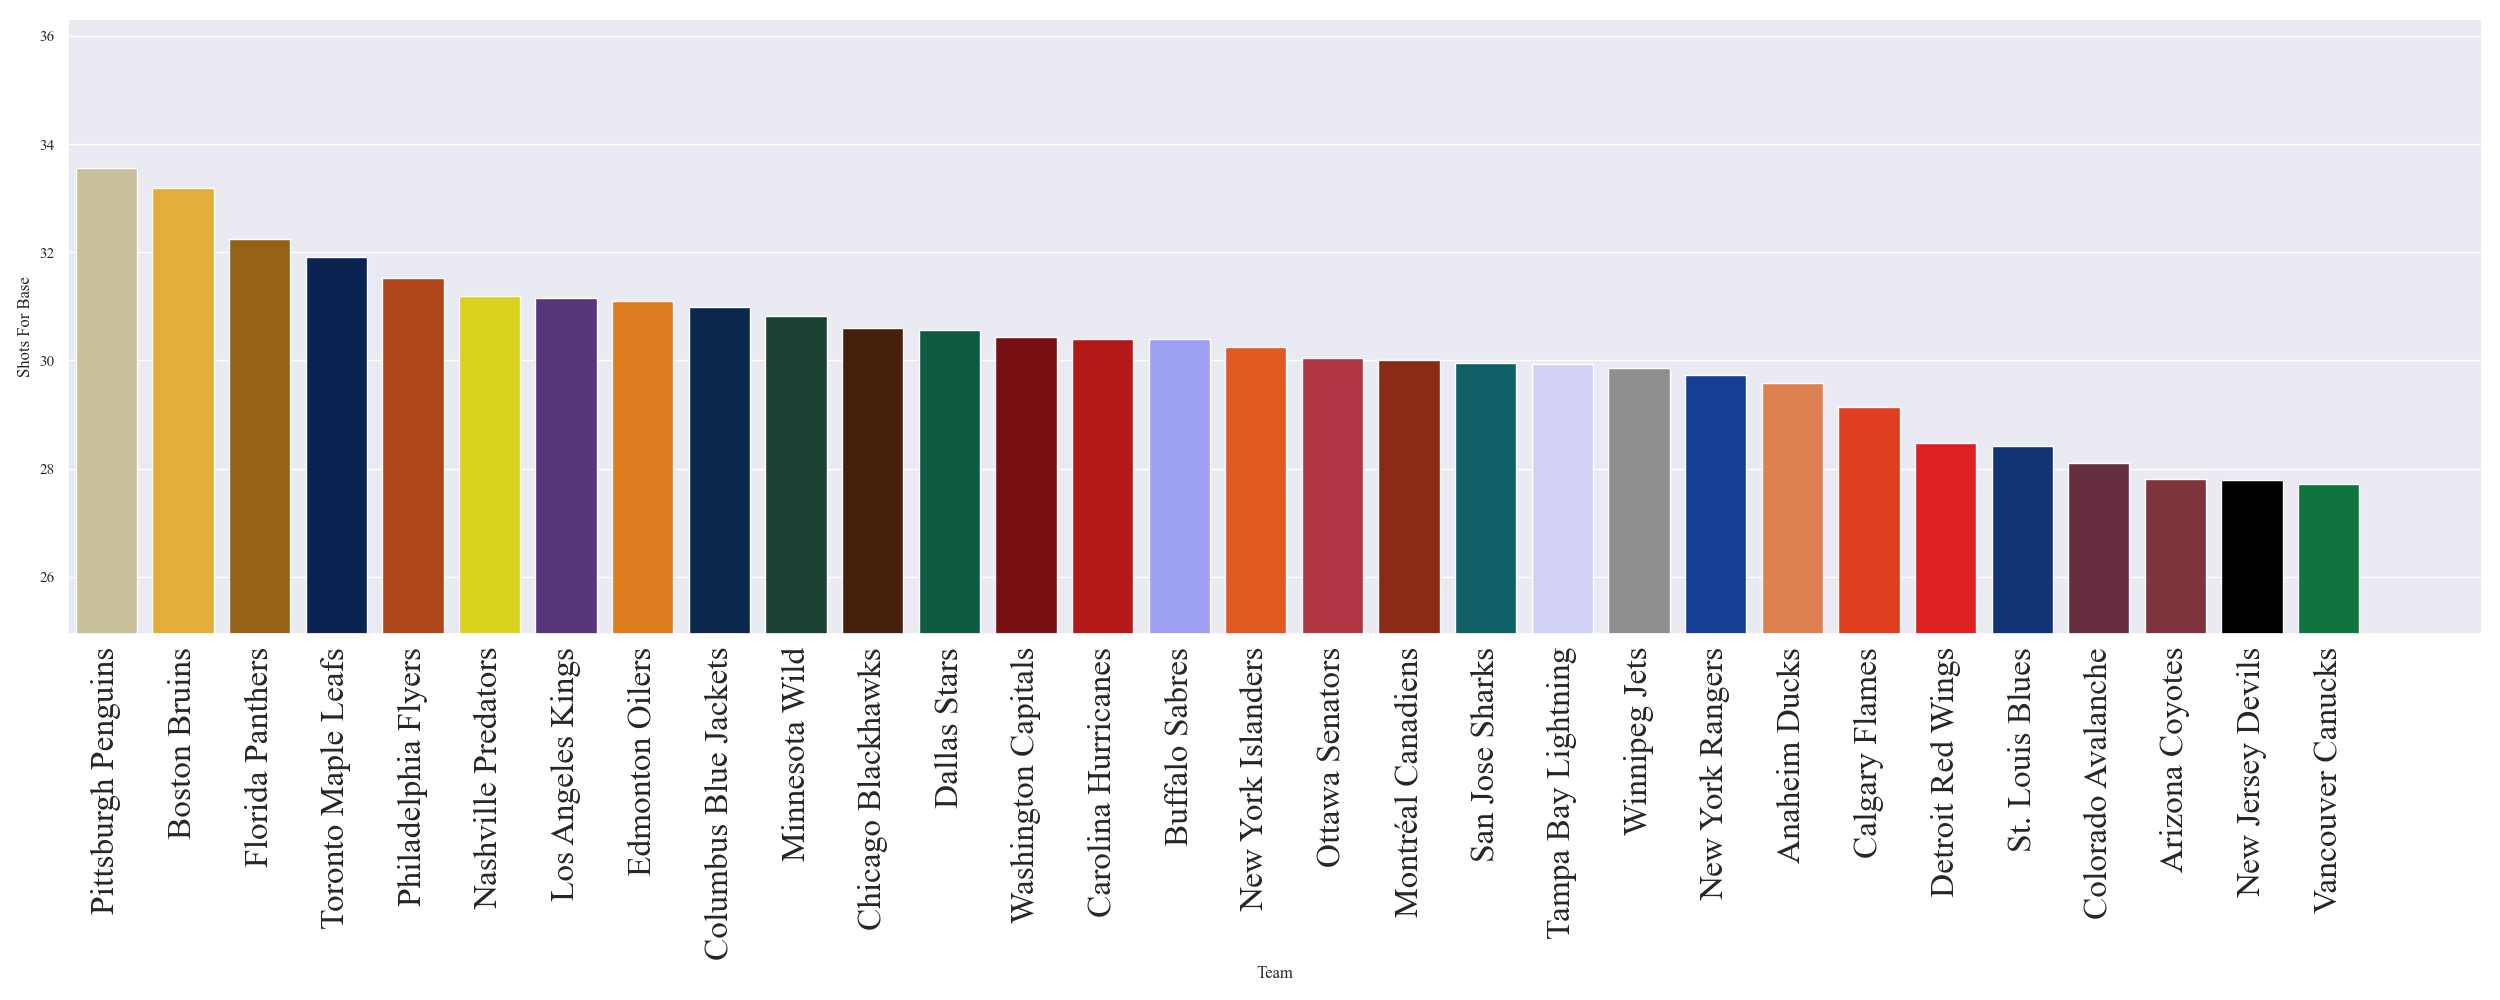 36
34
32
30
28
26
Shots For Base
Pittsburgh Penguins
Boston Bruins
Florida Panthers
Toronto Maple Leafs
Philadelphia Flyers
Nashville Predators
Los Angeles Kings
Edmonton Oilers
Columbus Blue Jackets
Minnesota Wild
Chicago Blackhawks
Dallas Stars
Washington Capitals
Carolina Hurricanes
Buffalo Sabres
New York Islanders
Ottawa Senators
Montréal Canadiens
San Jose Sharks
Tampa Bay Lightning
Winnipeg Jets
New York Rangers
Anaheim Ducks
Calgary Flames
Detroit Red Wings
St. Louis Blues
Colorado Avalanche
Arizona Coyotes
New Jersey Devils
Vancouver Canucks
Team